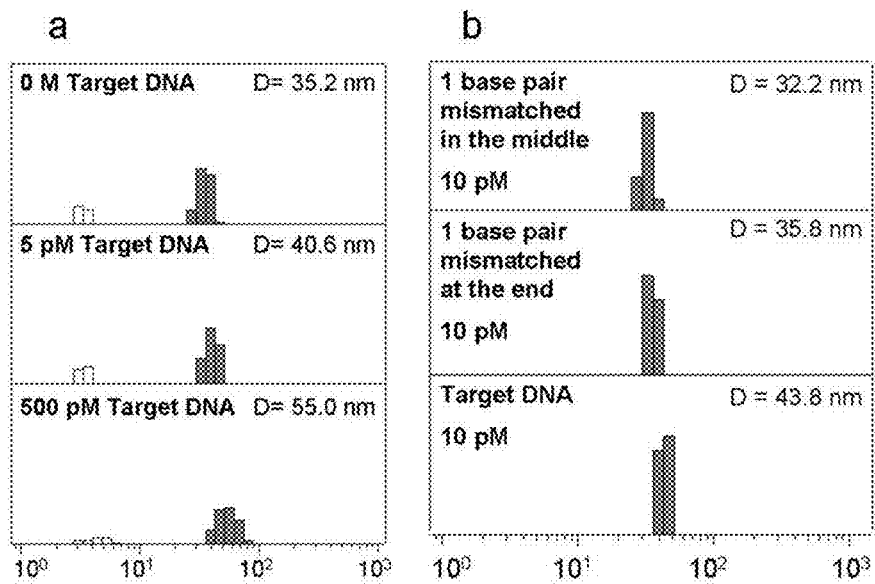 a
0 M Target DNA D= 35.2 nm
5 pM Target DNA D= 40.6 nm
500 pM Target DNA D= 55.0 nm
10⁰ 10¹ 10² 10³
b
1 base pair D = 32.2 nm
mismatched
in the middle
10 pM
1 base pair D = 35.8 nm
mismatched
at the end
10 pM
Target DNA D = 43.8 nm
10 pM
10⁰ 10¹ 10² 10³